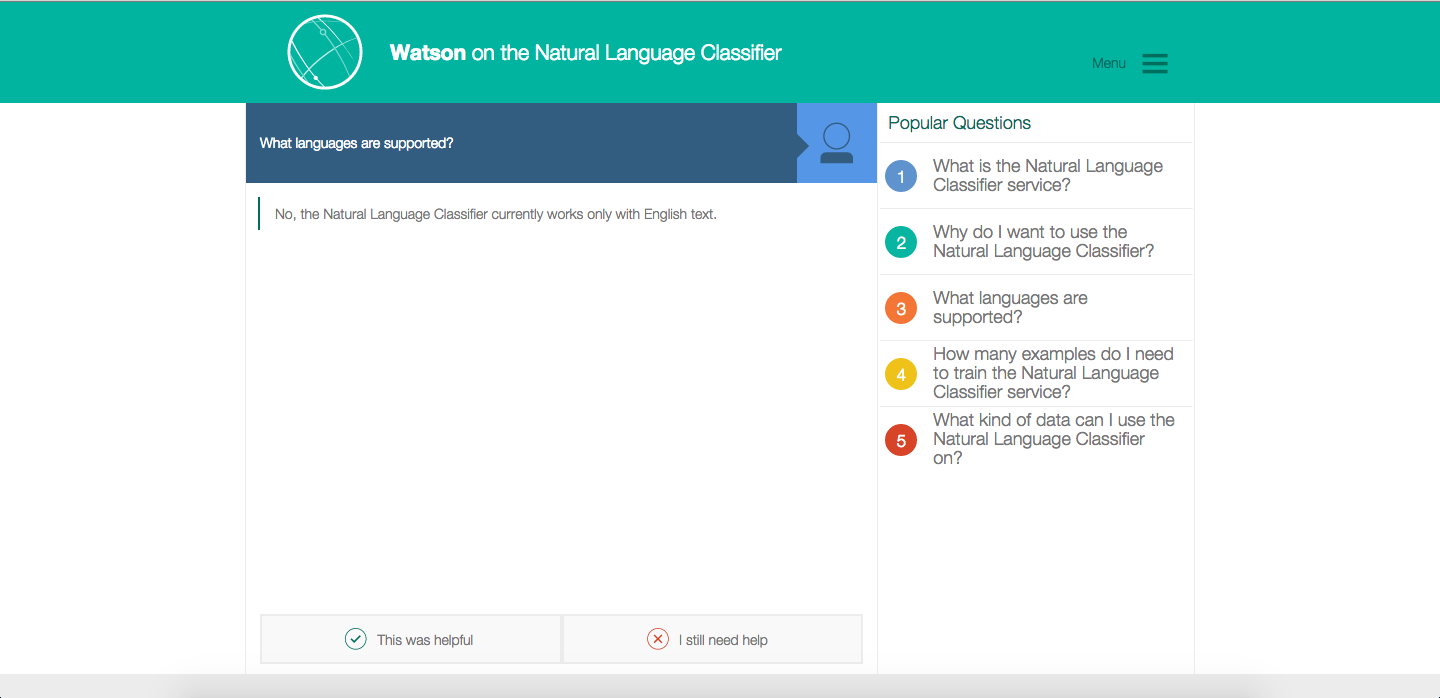 Watson on the Natural Language Classifier
Menu
What languages are supported?
No, the Natural Language Classifier currently works only with English text.
This was helpful
I still need help
Popular Questions
1
What is the Natural Language
Classifier service?
2
Why do I want to use the
Natural Language Classifier?
3
What languages are
supported?
4
How many examples do I need
to train the Natural Language
Classifier service?
5
What kind of data can I use the
Natural Language Classifier
on?